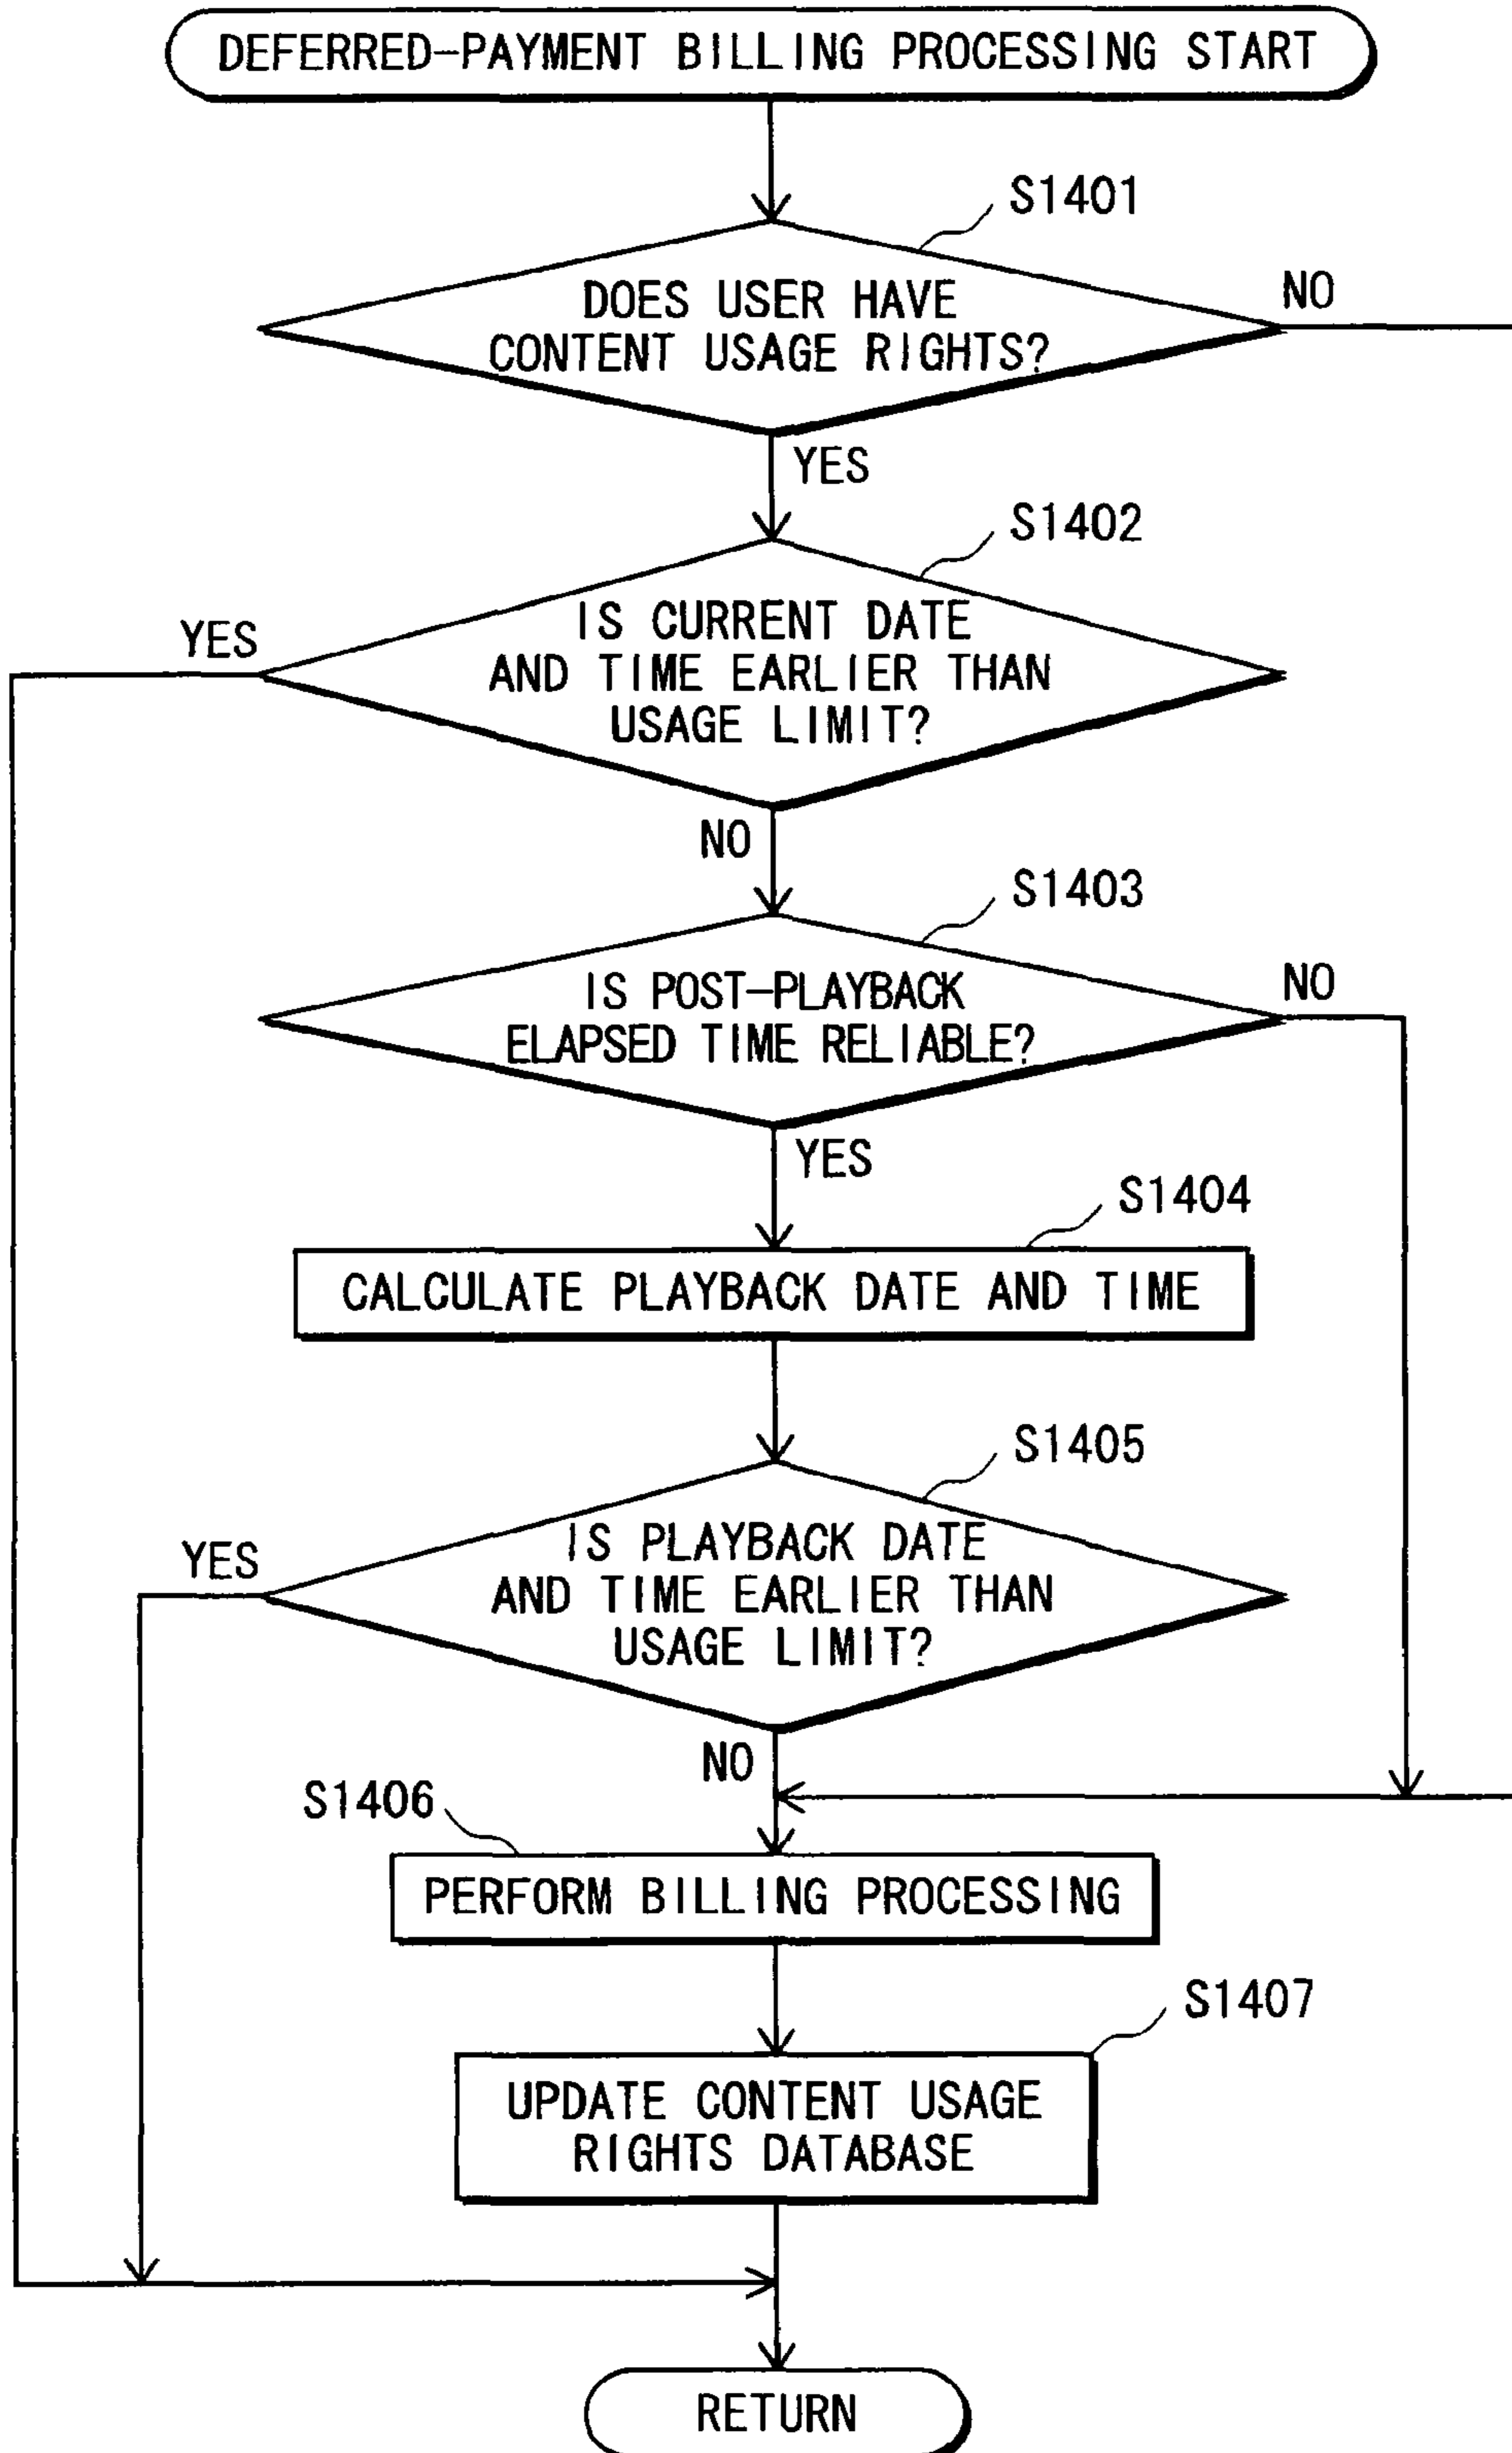 DEFERRED-PAYMENT BILLING PROCESSING START
S1401
DOES USER HAVE
CONTENT USAGE RIGHTS?
NO
YES
S1402
IS CURRENT DATE
AND TIME EARLIER THAN
USAGE LIMIT?
YES
NO
S1403
IS POST-PLAYBACK
ELAPSED TIME RELIABLE?
NO
YES
S1404
CALCULATE PLAYBACK DATE AND TIME
S1405
IS PLAYBACK DATE
AND TIME EARLIER THAN
USAGE LIMIT?
YES
NO
S1406
PERFORM BILLING PROCESSING
S1407
UPDATE CONTENT USAGE
RIGHTS DATABASE
RETURN